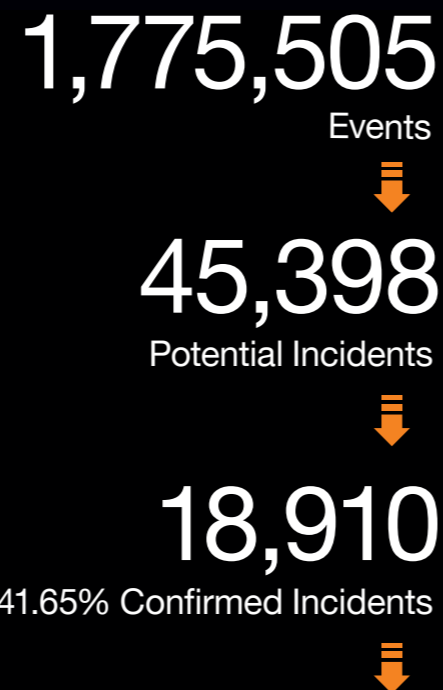 1,775,505
Events
45,398
Potential Incidents
18,910
41.65% Confirmed Incidents